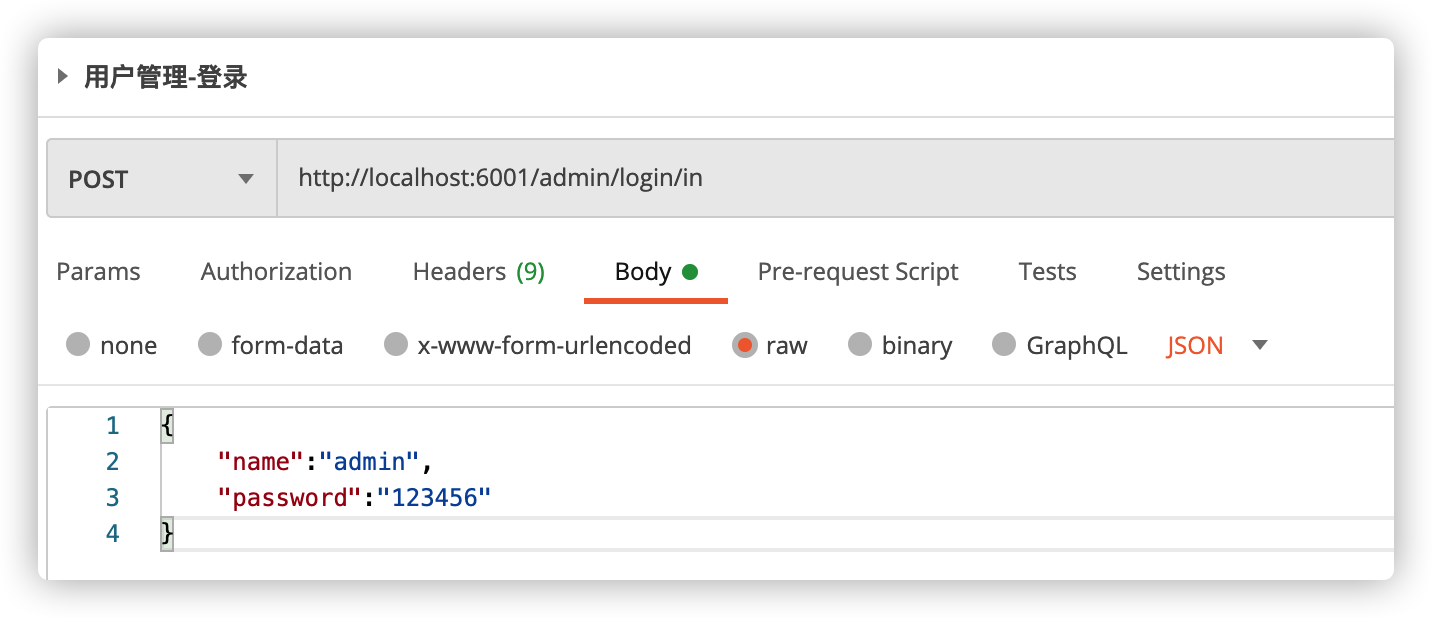 用户管理-登录
POST http://localhost:6001/admin/login/in
Params Authorization Headers (9) Body Pre-request Script Tests Settings
none form-data x-www-form-urlencoded raw binary GraphQL JSON
1 {
2 "name":"admin",
3 "password":"123456"
4 }